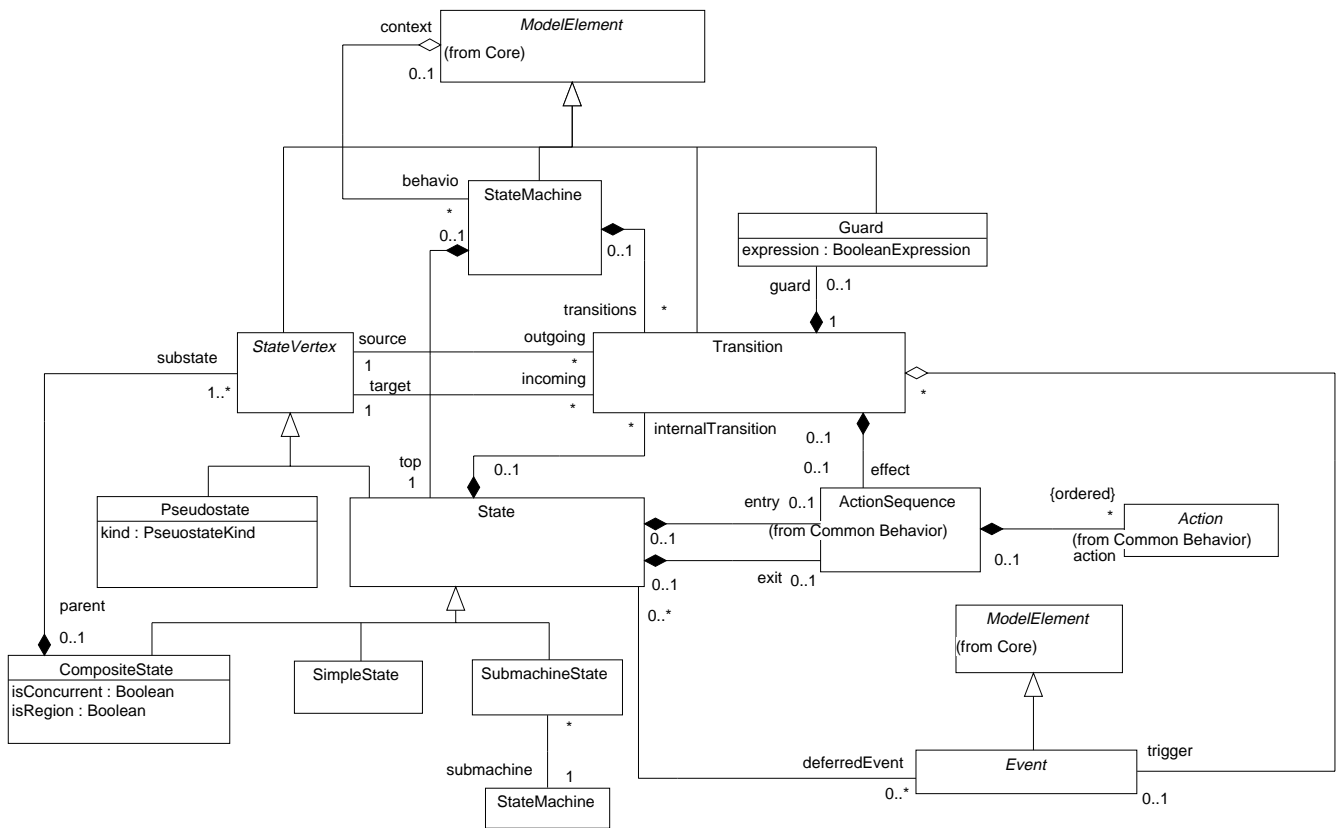 context
ModelElement
(from Core)
0..1
behavio
StateMachine
*
0..1
0..1
Guard
expression : BooleanExpression
guard
0..1
transitions
*
1
substate
StateVertex
source
outgoing
Transition
1
*
1..*
target
incoming
*
1
*
*
internalTransition
0..1
0..1
0..1
effect
top
1
Pseudostate
kind : PseuostateKind
State
entry
0..1
ActionSequence
(from Common Behavior)
{ordered}
*
Action
(from Common Behavior)
action
0..1
0..1
exit
0..1
0..1
0..*
parent
0..1
CompositeState
isConcurrent : Boolean
isRegion : Boolean
SimpleState
SubmachineState
*
submachine
1
StateMachine
ModelElement
(from Core)
deferredEvent
0..*
Event
trigger
0..1